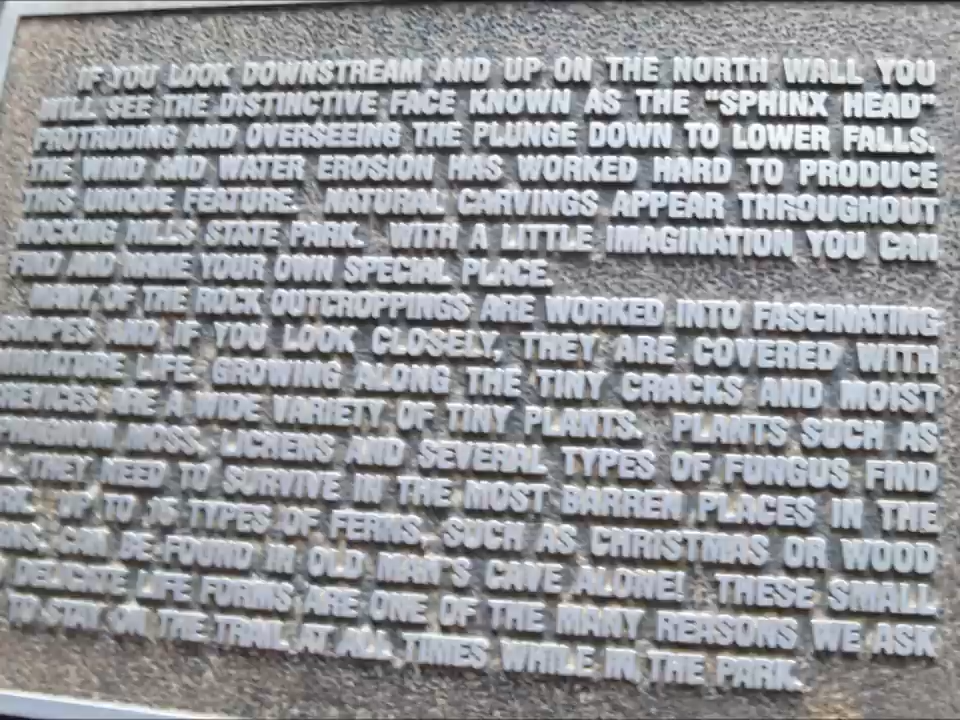 IF YOU LOOK DOWNSTREAM AND UP ON THE NORTH WALL YOU
WILL SEE THE DISTINCTIVE FACE KNOWN AS THE "SPHINX HEAD"
PROTRUDING AND OVERSEEING THE PLUNGE DOWN TO LOWER FALLS.
THE WIND AND WATER EROSION HAS WORKED HARD TO PRODUCE
THIS UNIQUE FEATURE. NATURAL CARVINGS APPEAR THROUGHOUT
HOCKING HILLS STATE PARK. WITH A LITTLE IMAGINATION YOU CAN
FIND AND NAME YOUR OWN SPECIAL PLACE.
MANY OF THE ROCK OUTCROPPINGS ARE WORKED INTO FASCINATING
SHAPES AND IF YOU LOOK CLOSELY, THEY ARE COVERED WITH
MINIATURE LIFE. GROWING ALONG THE TINY CRACKS AND MOIST
CREVICES ARE A WIDE VARIETY OF TINY PLANTS. PLANTS SUCH AS
MOSS, LICHENS AND SEVERAL TYPES OF FUNGUS FIND
THEY NEED TO SURVIVE IN THE MOST BARREN PLACES IN THE
UP TO 16 TYPES OF FERNS, SUCH AS CHRISTMAS OR WOOD
CAN BE FOUND IN OLD MAN'S CAVE ALONE! THESE SMALL
DELICATE LIFE FORMS ARE ONE OF THE MANY REASONS WE ASK
TO STAY ON THE TRAIL AT ALL TIMES WHILE IN THE PARK.